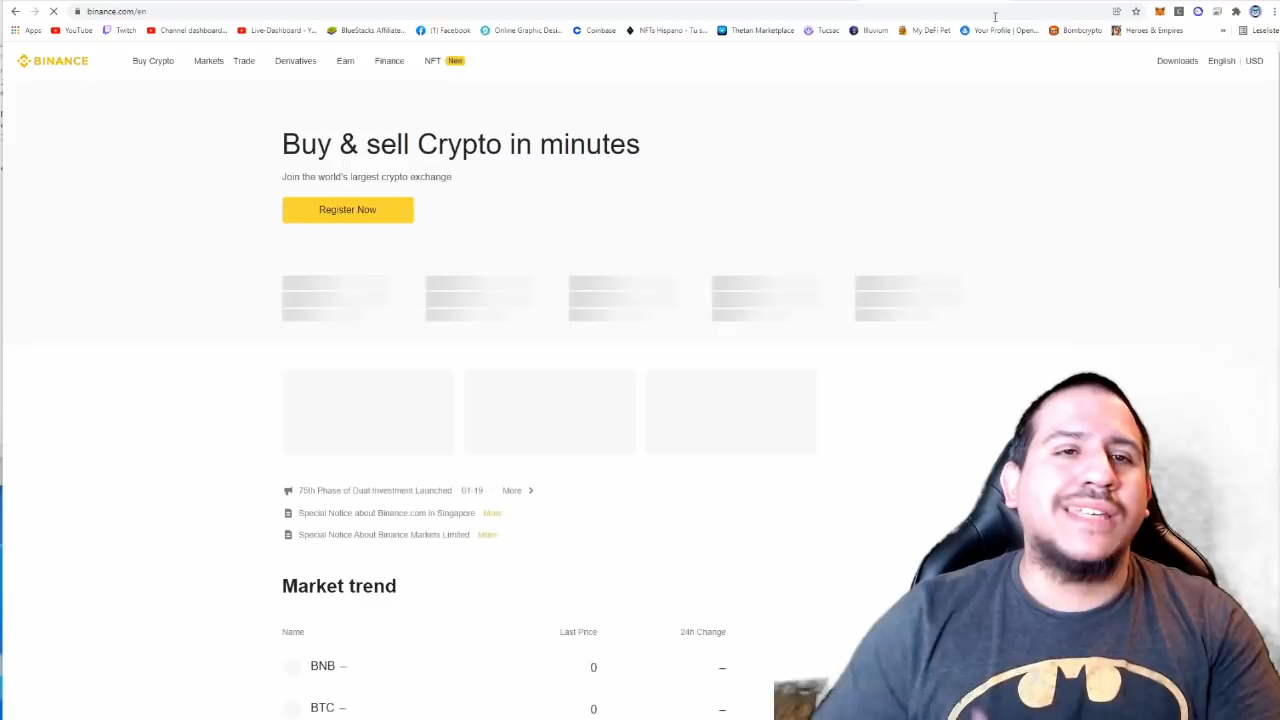 binance.com/en
Apps YouTube Twitch Channel dashboard... Live-Dashboard - Y... BlueStacks Affiliate... (1) Facebook Online Graphic Desi... Coinbase NFTs Hispano - Tu s... Thetan Marketplace Tucsac Illuvium My DeFi Pet Your Profile | Open... Bombcrypto Heroes & Empires » Leseliste
BINANCE Buy Crypto Markets Trade Derivatives Earn Finance NFT New Downloads English | USD
Buy & sell Crypto in minutes
Join the world's largest crypto exchange
Register Now
75th Phase of Dual Investment Launched 01-19 More
Special Notice about Binance.com in Singapore More
Special Notice About Binance Markets Limited More
Market trend
Name Last Price 24h Change
BNB – 0 –
BTC – 0 –